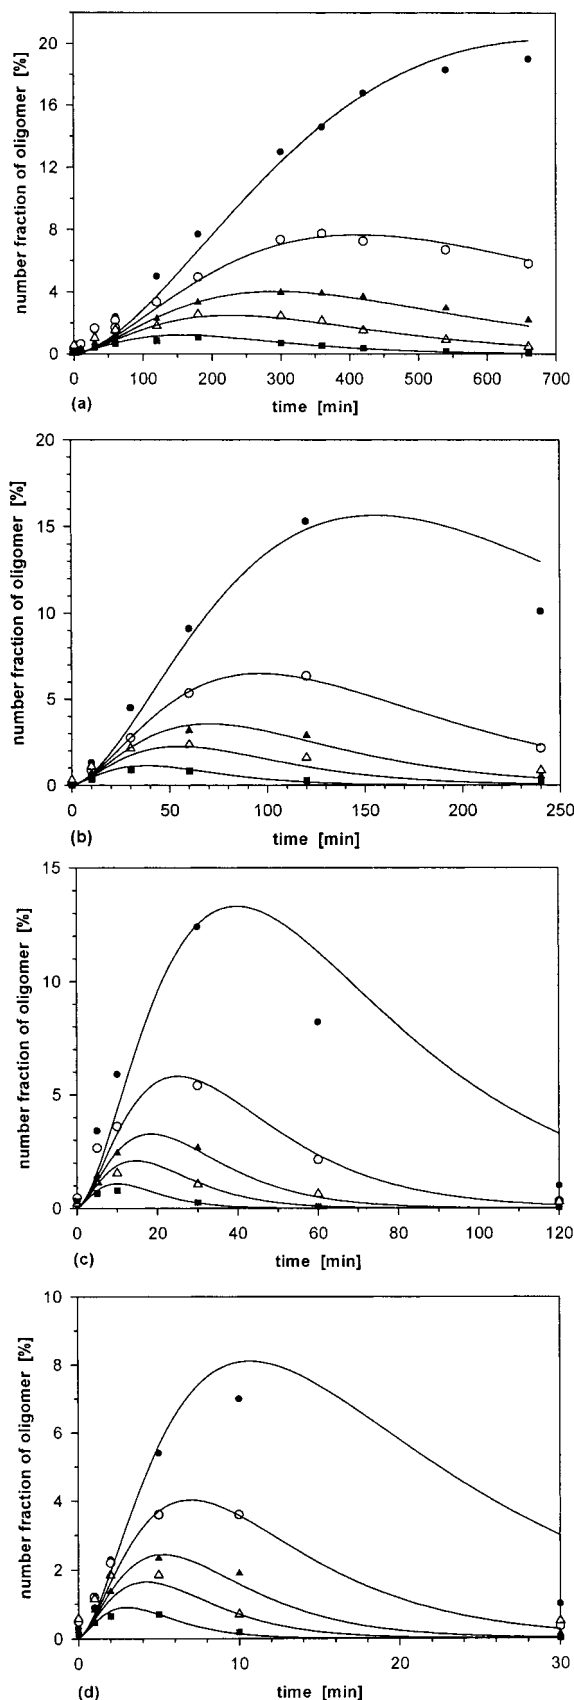 number fraction of oligomer [%]
20
16
12
8
4
0
0 100 200 300 400 500 600 700
(a)
time [min]
number fraction of oligomer [%]
20
15
10
5
0
0 50 100 150 200 250
(b)
time [min]
number fraction of oligomer [%]
15
10
5
0
0 20 40 60 80 100 120
(c)
time [min]
number fraction of oligomer [%]
10
8
6
4
2
0
0 10 20 30
(d)
time [min]